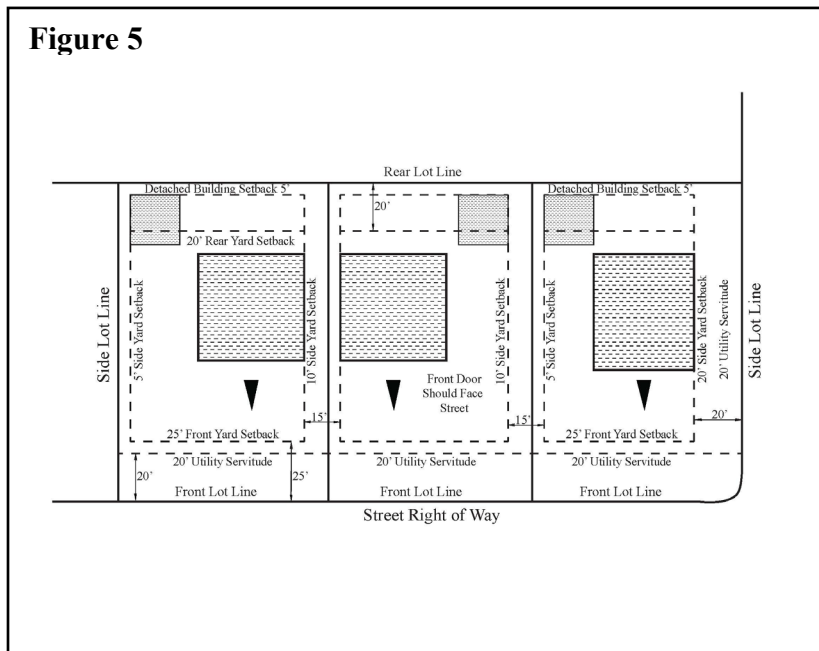 Figure 5
Rear Lot Line
Detached Building Setback 5'
Detached Building Setback 5'
20'
20' Rear Yard Setback
Side Lot Line
5' Side Yard Setback
10' Side Yard Setback
10' Side Yard Setback
5' Side Yard Setback
20' Side Yard Setback
20' Utility Servitude
Side Lot Line
Front Door
Should Face
Street
15'
15'
20'
25' Front Yard Setback
25' Front Yard Setback
20' Utility Servitude
20' Utility Servitude
20' Utility Servitude
20'
25'
Front Lot Line
Front Lot Line
Front Lot Line
Street Right of Way